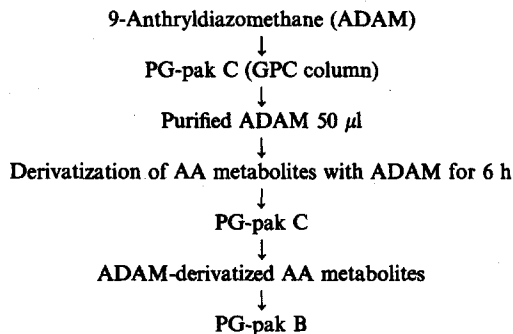 9-Anthryldiazomethane (ADAM)
↓
PG-pak C (GPC column)
↓
Purified ADAM 50 μl
↓
Derivatization of AA metabolites with ADAM for 6 h
↓
PG-pak C
↓
ADAM-derivatized AA metabolites
↓
PG-pak B